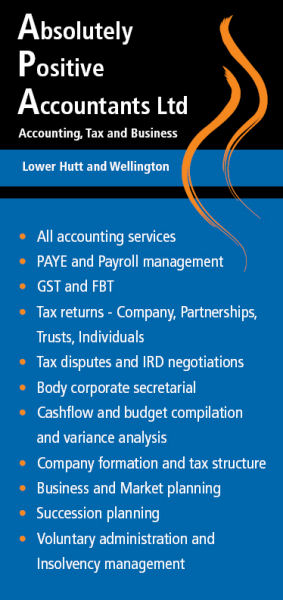 Absolutely
Positive
Accountants Ltd
Accounting, Tax and Business
Lower Hutt and Wellington
• All accounting services
• PAYE and Payroll management
• GST and FBT
• Tax returns - Company, Partnerships,
Trusts, Individuals
• Tax disputes and IRD negotiations
• Body corporate secretarial
• Cashflow and budget compilation
and variance analysis
• Company formation and tax structure
• Business and Market planning
• Succession planning
• Voluntary administration and
Insolvency management